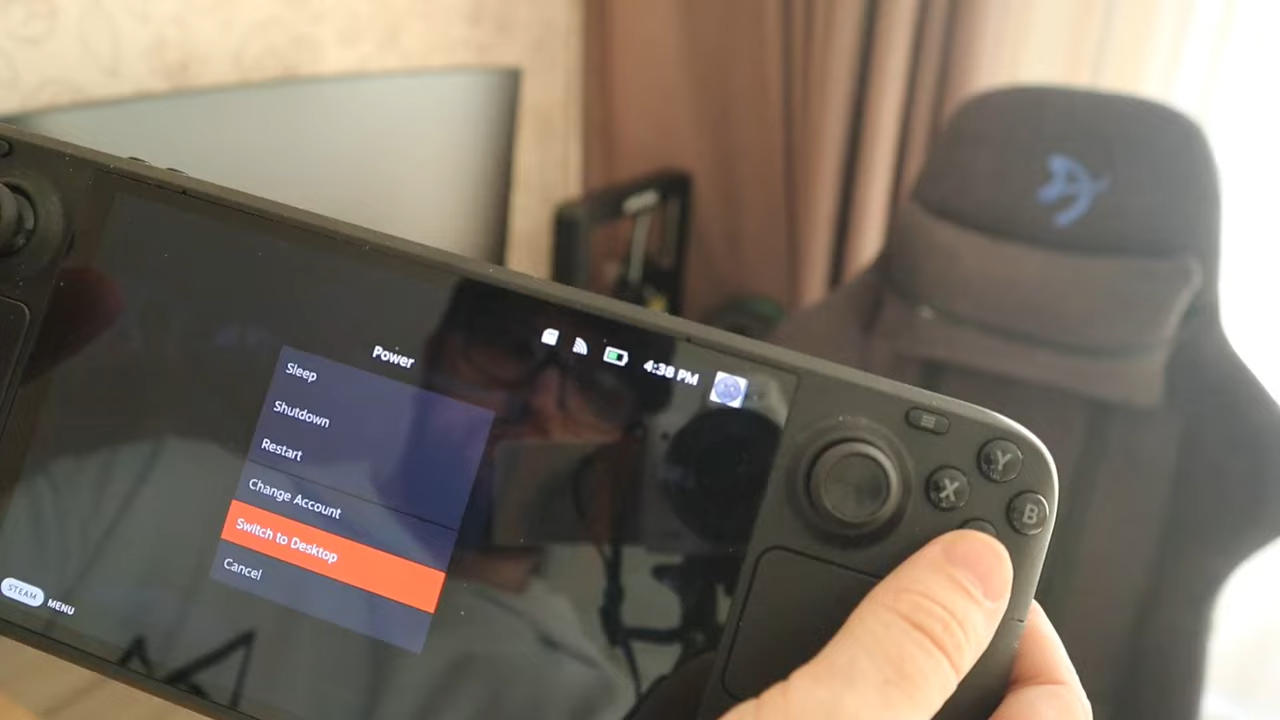 4:38 PM
Power
Sleep
Shutdown
Restart
Change Account
Switch to Desktop
Cancel
STEAM MENU
Y
X
B